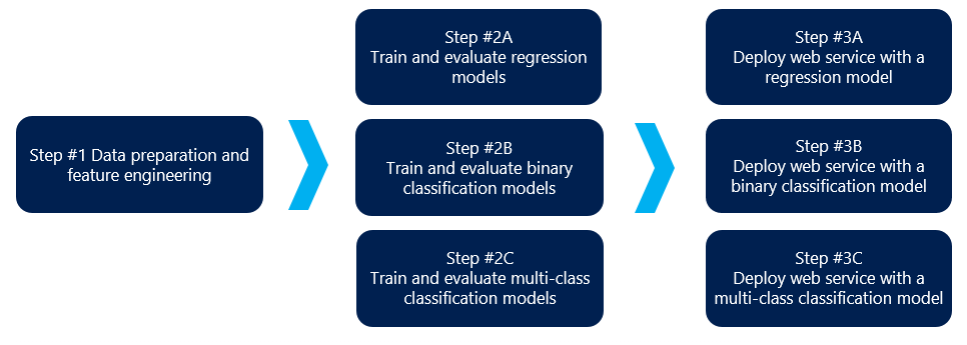 Step #1 Data preparation and
feature engineering
Step #2A
Train and evaluate regression
models
Step #2B
Train and evaluate binary
classification models
Step #2C
Train and evaluate multi-class
classification models
Step #3A
Deploy web service with a
regression model
Step #3B
Deploy web service with a
binary classification model
Step #3C
Deploy web service with a
multi-class classification model